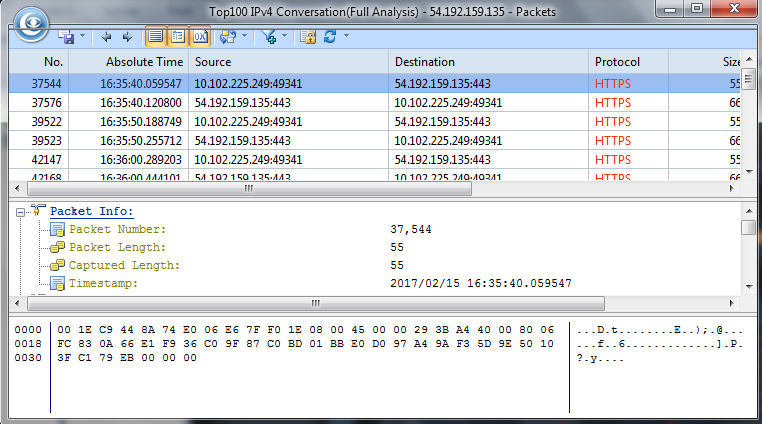 Top100 IPv4 Conversation(Full Analysis) - 54.192.159.135 - Packets
No. Absolute Time Source Destination Protocol Size
37544 16:35:40.059547 10.102.225.249:49341 54.192.159.135:443 HTTPS 55
37576 16:35:40.120800 54.192.159.135:443 10.102.225.249:49341 HTTPS 66
39522 16:35:50.188749 10.102.225.249:49341 54.192.159.135:443 HTTPS 55
39523 16:35:50.255712 54.192.159.135:443 10.102.225.249:49341 HTTPS 66
42147 16:36:00.289203 10.102.225.249:49341 54.192.159.135:443 HTTPS 55
42168 16:36:00.444101 54.192.159.135:443 10.102.225.249:49341 HTTPS 66
Packet Info:
Packet Number: 37,544
Packet Length: 55
Captured Length: 55
Timestamp: 2017/02/15 16:35:40.059547
0000 00 1E C9 44 8A 74 E0 06 E6 7F F0 1E 08 00 45 00 00 29 3B A4 40 00 80 06 ...D.t........E..);.@...
0018 FC 83 0A 66 E1 F9 36 C0 9F 87 C0 BD 01 BB E0 D0 97 A4 9A F3 5D 9E 50 10 ...f..6.............].P.
0030 3F C1 79 EB 00 00 00 ?.y....